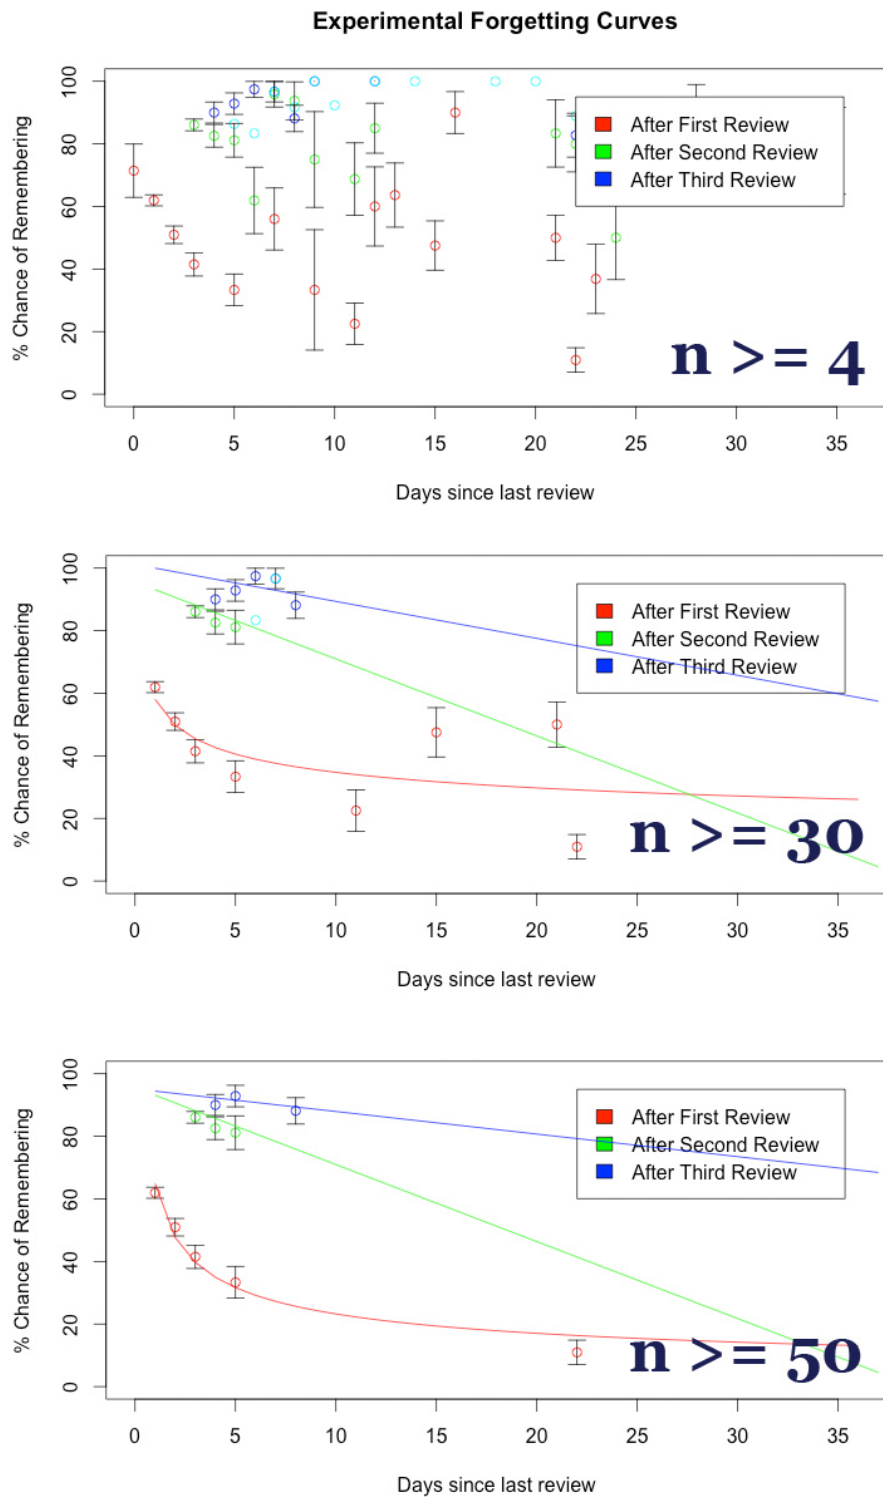 Experimental Forgetting Curves
% Chance of Remembering
100
80
60
40
20
0
After First Review
After Second Review
After Third Review
n >= 4
0 5 10 15 20 25 30 35
Days since last review
% Chance of Remembering
100
80
60
40
20
0
After First Review
After Second Review
After Third Review
n >= 30
0 5 10 15 20 25 30 35
Days since last review
% Chance of Remembering
100
80
60
40
20
0
After First Review
After Second Review
After Third Review
n >= 50
0 5 10 15 20 25 30 35
Days since last review